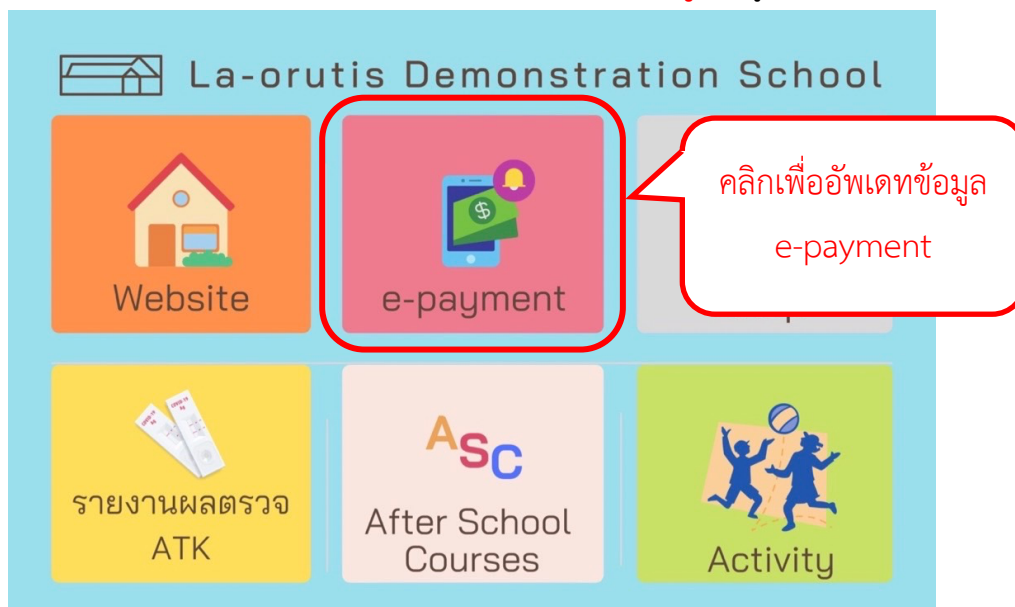 La-orutis Demonstration School
คลิกเพื่ออัพเดทข้อมูล
e-payment
Website
e-payment
รายงานผลตรวจ
ATK
ASC
After School
Courses
Activity